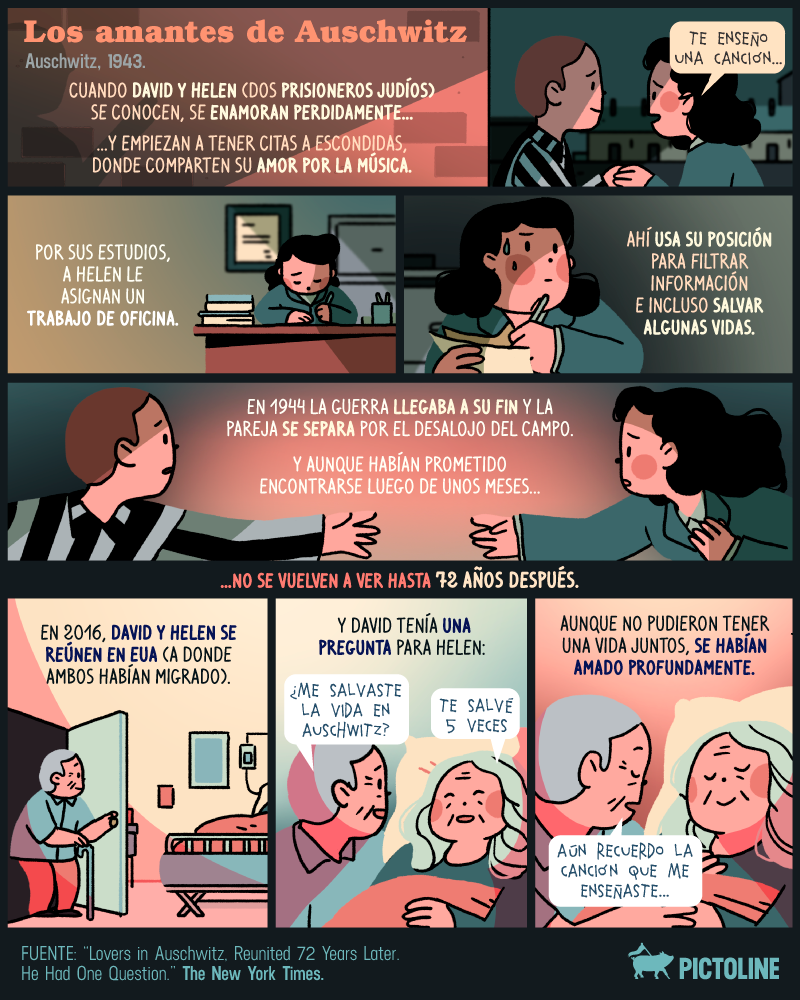 Los amantes de Auschwitz
Auschwitz, 1943.
CUANDO DAVID Y HELEN (DOS PRISIONEROS JUDÍOS)
SE CONOCEN, SE ENAMORAN PERDIDAMENTE...
...Y EMPIEZAN A TENER CITAS A ESCONDIDAS,
DONDE COMPARTEN SU AMOR POR LA MÚSICA.
TE ENSEÑO
UNA CANCIÓN...
POR SUS ESTUDIOS,
A HELEN LE
ASIGNAN UN
TRABAJO DE OFICINA.
AHÍ USA SU POSICIÓN
PARA FILTRAR
INFORMACIÓN
E INCLUSO SALVAR
ALGUNAS VIDAS.
EN 1944 LA GUERRA LLEGABA A SU FIN Y LA
PAREJA SE SEPARA POR EL DESALOJO DEL CAMPO.
Y AUNQUE HABÍAN PROMETIDO
ENCONTRARSE LUEGO DE UNOS MESES...
...NO SE VUELVEN A VER HASTA 72 AÑOS DESPUÉS.
EN 2016, DAVID Y HELEN SE
REÚNEN EN EUA (A DONDE
AMBOS HABÍAN MIGRADO).
Y DAVID TENÍA UNA
PREGUNTA PARA HELEN:
¿ME SALVASTE
LA VIDA EN
AUSCHWITZ?
TE SALVÉ
5 VECES
AUNQUE NO PUDIERON TENER
UNA VIDA JUNTOS, SE HABÍAN
AMADO PROFUNDAMENTE.
AÚN RECUERDO LA
CANCIÓN QUE ME
ENSEÑASTE...
FUENTE: "Lovers in Auschwitz, Reunited 72 Years Later.
He Had One Question." The New York Times.
PICTOLINE